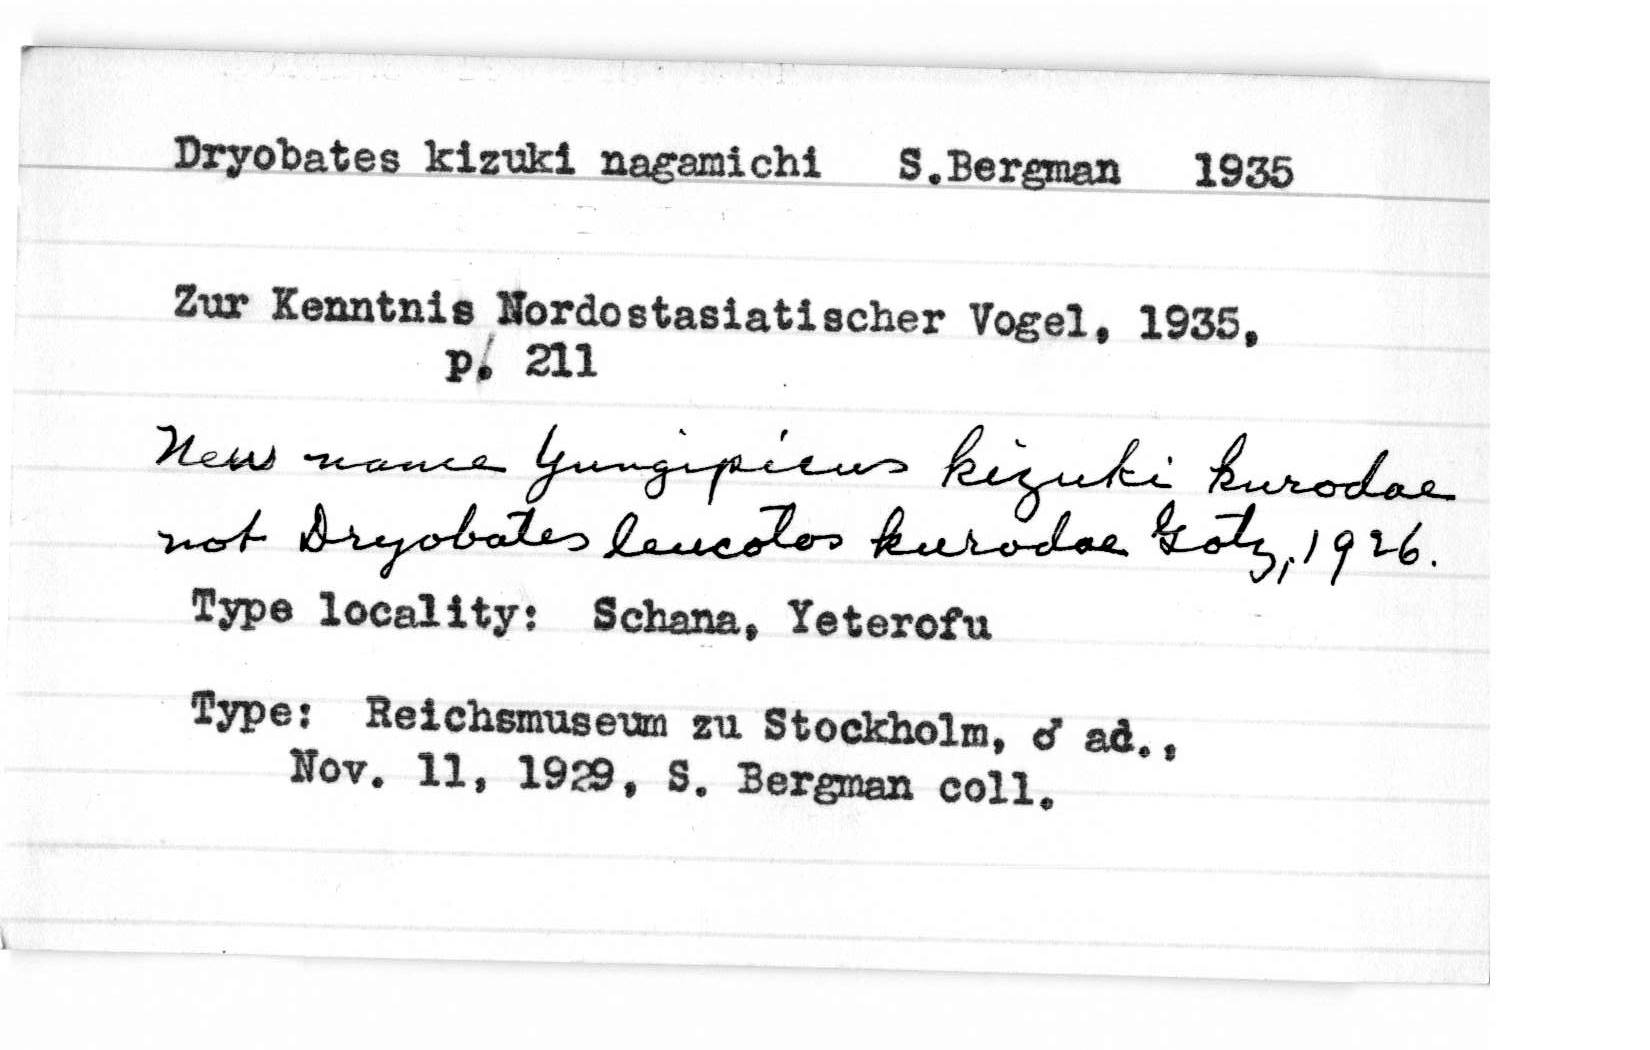 Dryobates kizuki nagamichi S.Bergman 1935
Zur Kenntnis Nordostasiatischer Vogel, 1935,
p. 211
New name Yungipicus kizuki kurodae
not Dryobates leucotos kurodae Gotz, 1926.
Type locality: Schana, Yeterofu
Type: Reichsmuseum zu Stockholm, ♂ ad.,
Nov. 11, 1929, S. Bergman coll.